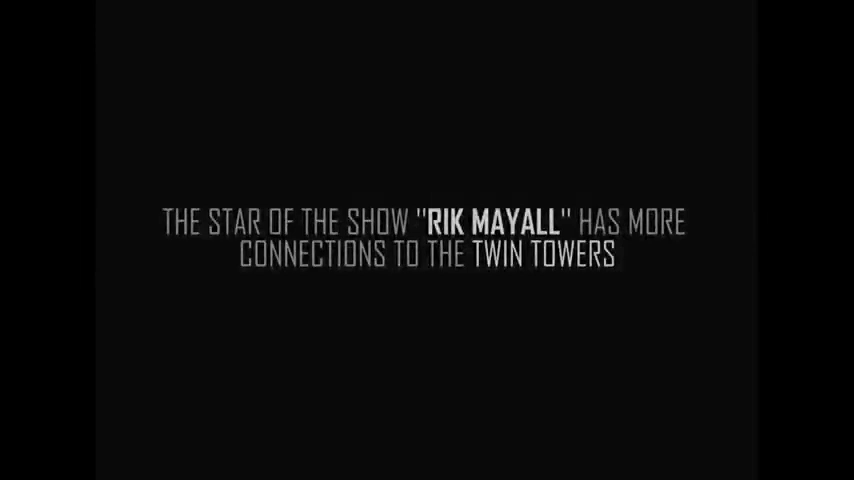 THE STAR OF THE SHOW "RIK MAYALL" HAS MORE
CONNECTIONS TO THE TWIN TOWERS